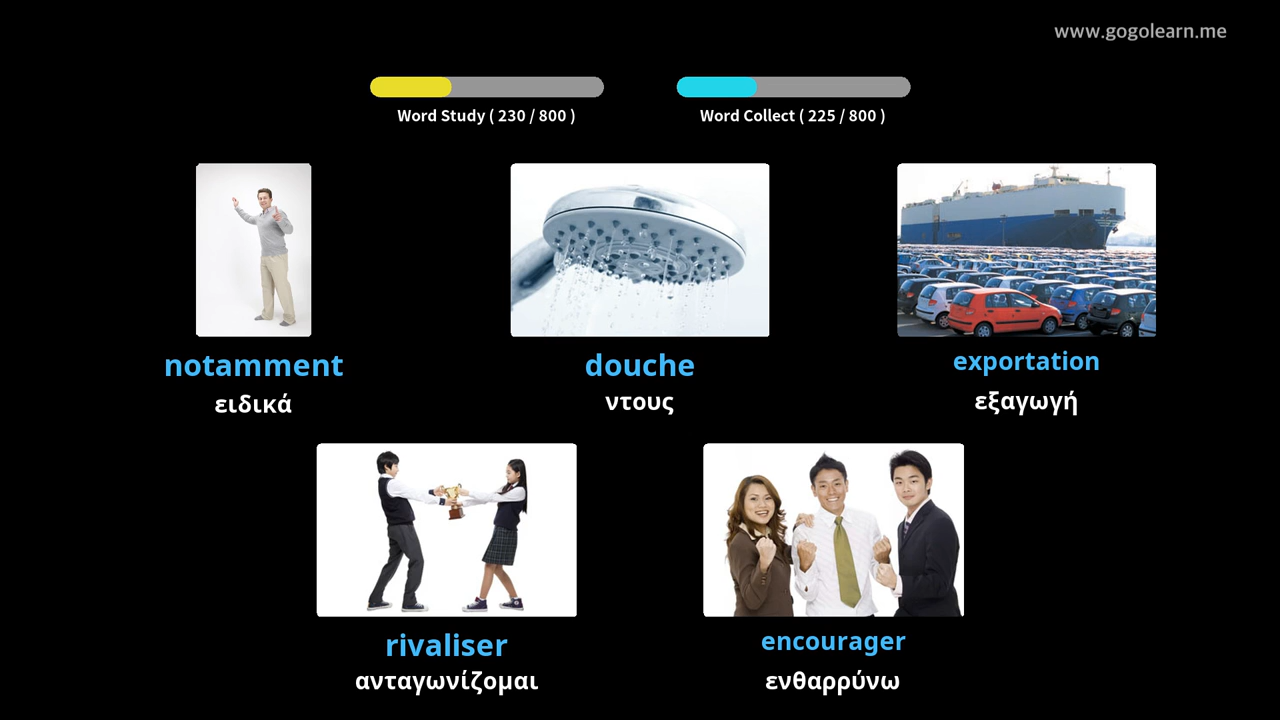 www.gogolearn.me
Word Study ( 230 / 800 )
Word Collect ( 225 / 800 )
notamment
ειδικά
douche
ντους
exportation
εξαγωγή
rivaliser
ανταγωνίζομαι
encourager
ενθαρρύνω